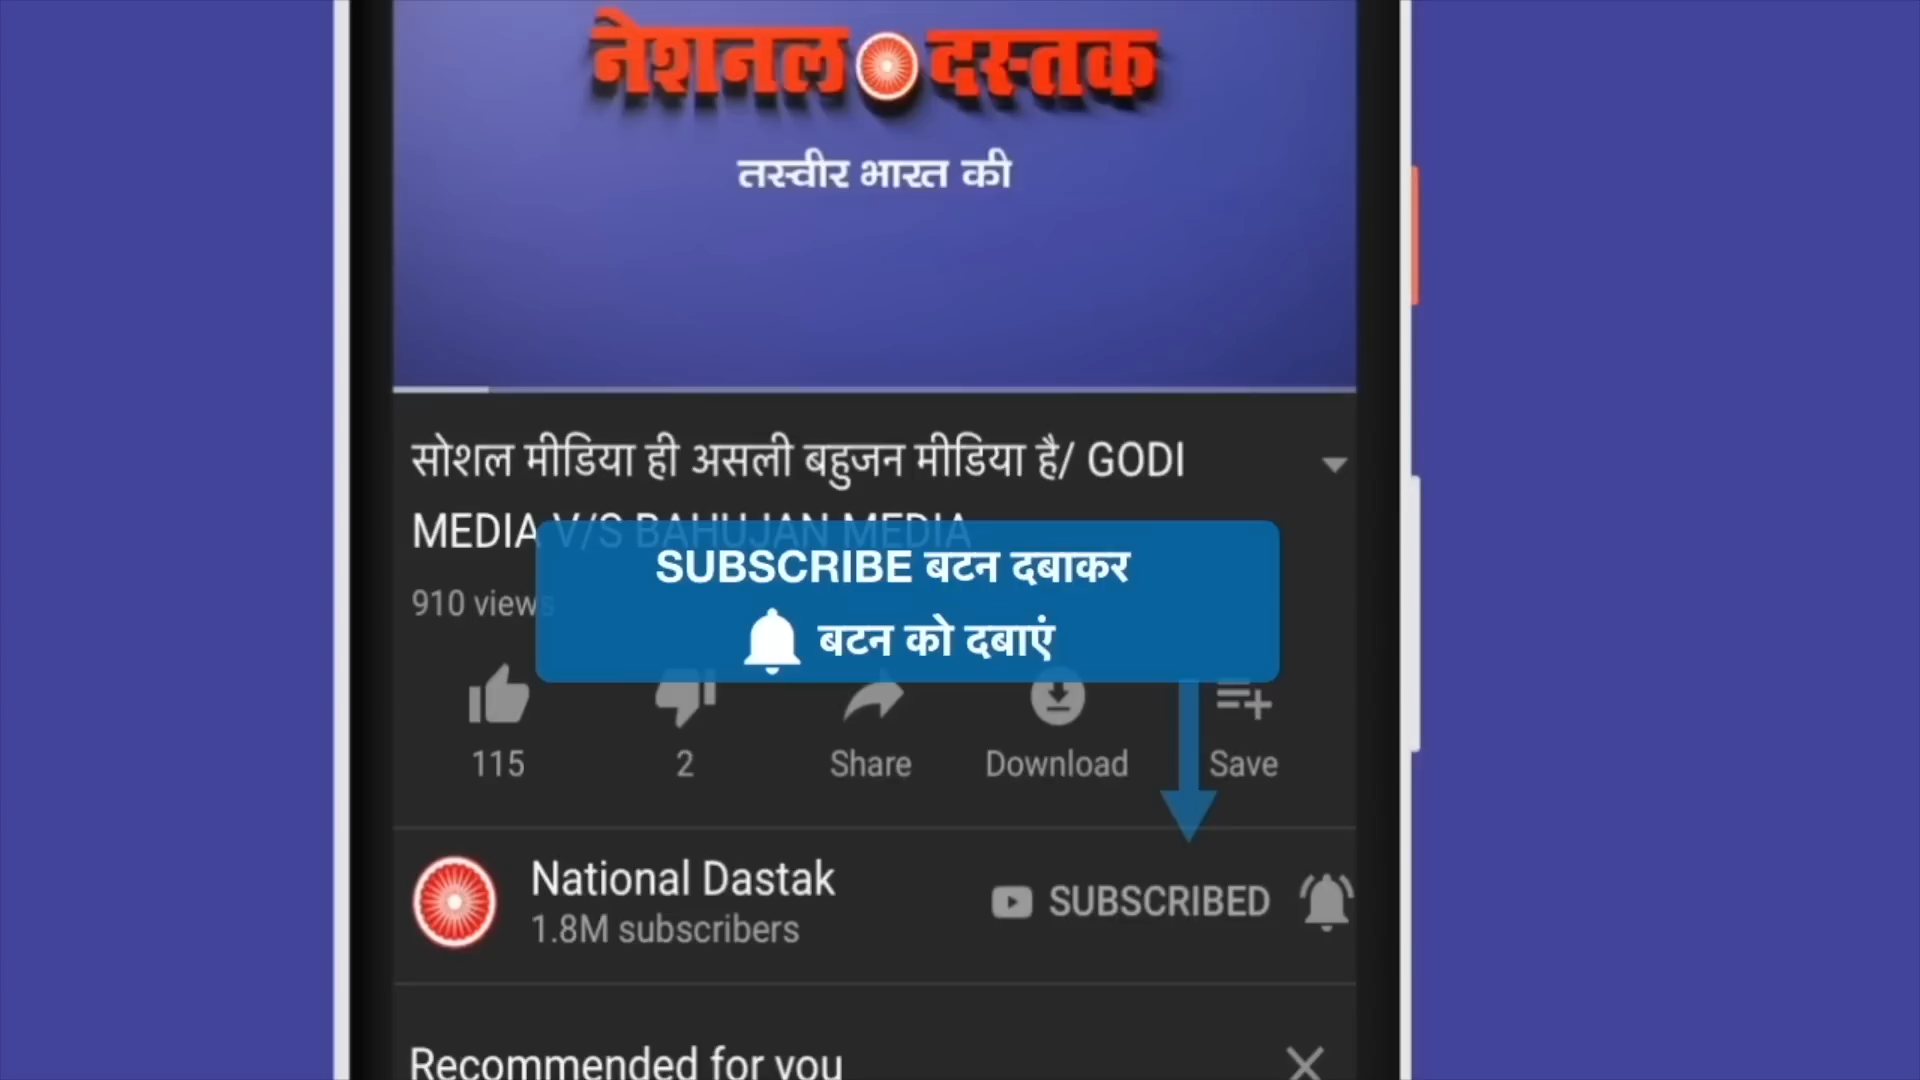 नेशनल दस्तक
तस्वीर भारत की
सोशल मीडिया ही असली बहुजन मीडिया है/ GODI
MEDIA V/S BAHUJAN MEDIA
910 views
SUBSCRIBE बटन दबाकर
बटन को दबाएं
115
2
Share
Download
Save
National Dastak
1.8M subscribers
SUBSCRIBED
Recommended for you